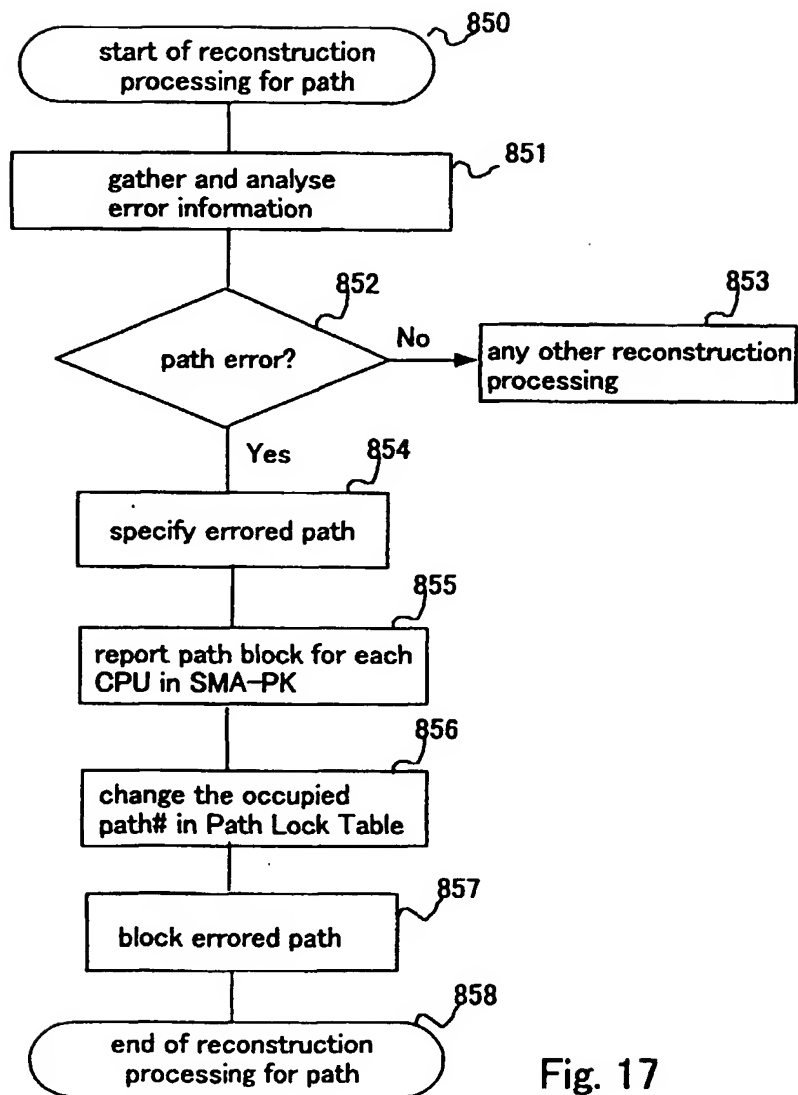 850
start of reconstruction
processing for path
851
gather and analyse
error information
852
path error?
No
853
any other reconstruction
processing
Yes
854
specify errored path
855
report path block for each
CPU in SMA-PK
856
change the occupied
path# in Path Lock Table
857
block errored path
858
end of reconstruction
processing for path
Fig. 17